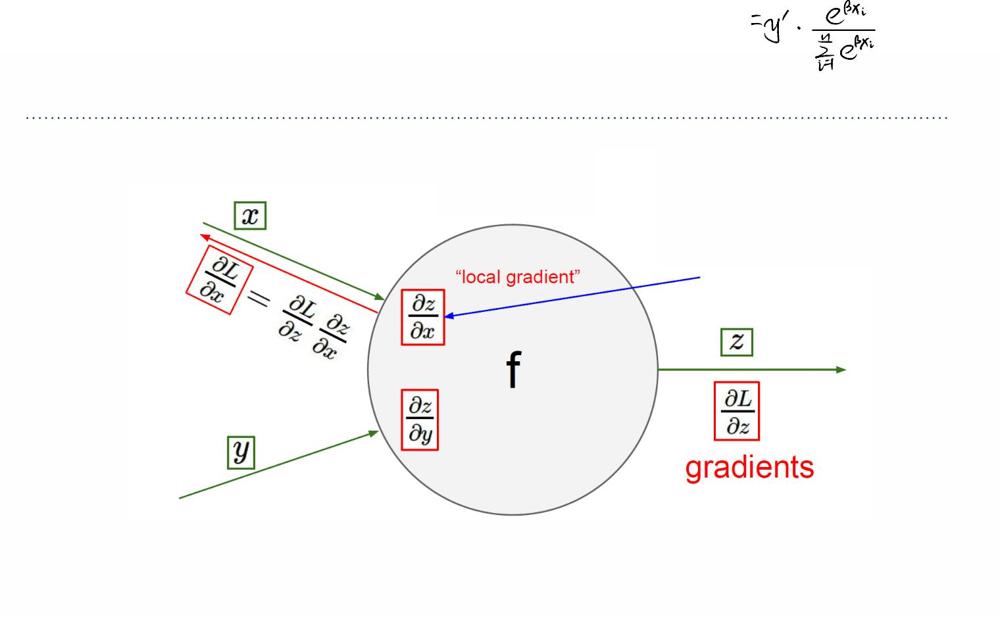 =y′ · e^{βx_i} / Σ_{i=1}^{n} e^{βx_i}
x
∂L/∂x = ∂L/∂z ∂z/∂x
“local gradient”
∂z/∂x
f
z
∂L/∂z
∂z/∂y
y
gradients